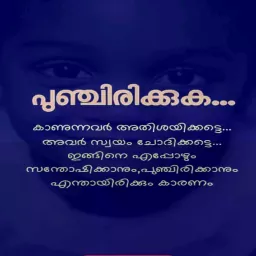 പുഞ്ചിരിക്കുക...
കാണുന്നവർ അതിശയിക്കട്ടെ...
അവർ സ്വയം ചോദിക്കട്ടെ...
ഇങ്ങിനെ എപ്പോഴും
സന്തോഷിക്കാനും,പുഞ്ചിരിക്കാനും
എന്തായിരിക്കും കാരണം